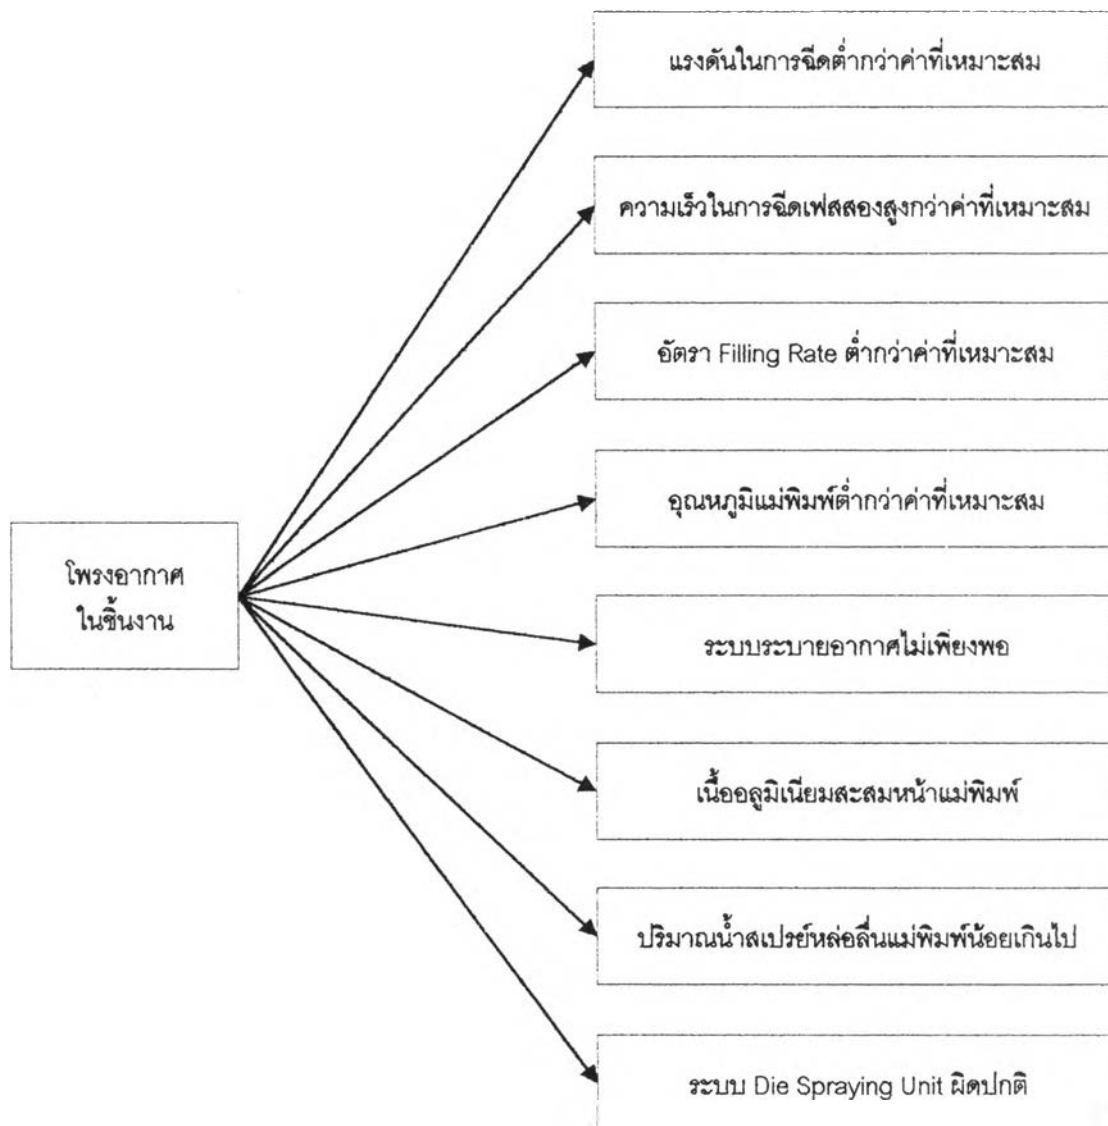 แรงดันในการฉีดต่ำกว่าค่าที่เหมาะสม
ความเร็วในการฉีดเฟสสองสูงกว่าค่าที่เหมาะสม
อัตรา Filling Rate ต่ำกว่าค่าที่เหมาะสม
อุณหภูมิแม่พิมพ์ต่ำกว่าค่าที่เหมาะสม
โพรงอากาศ
ในชิ้นงาน
ระบบระบายอากาศไม่เพียงพอ
เนื้ออลูมิเนียมสะสมหน้าแม่พิมพ์
ปริมาณน้ำสเปรย์หล่อลื่นแม่พิมพ์น้อยเกินไป
ระบบ Die Spraying Unit ผิดปกติ